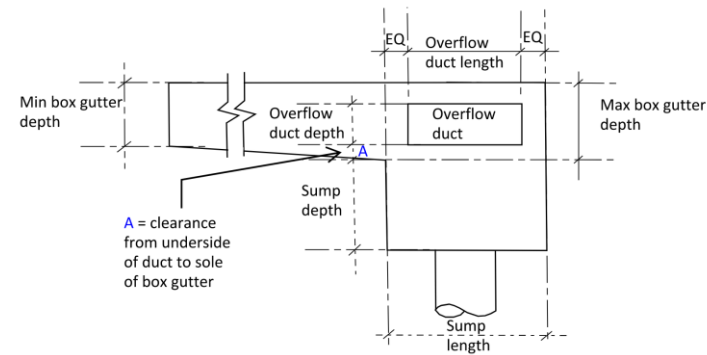 EQ
Overflow
duct length
EQ
Min box gutter
depth
Overflow
duct depth
Overflow
duct
Max box gutter
depth
A
Sump
depth
A = clearance
from underside
of duct to sole
of box gutter
Sump
length